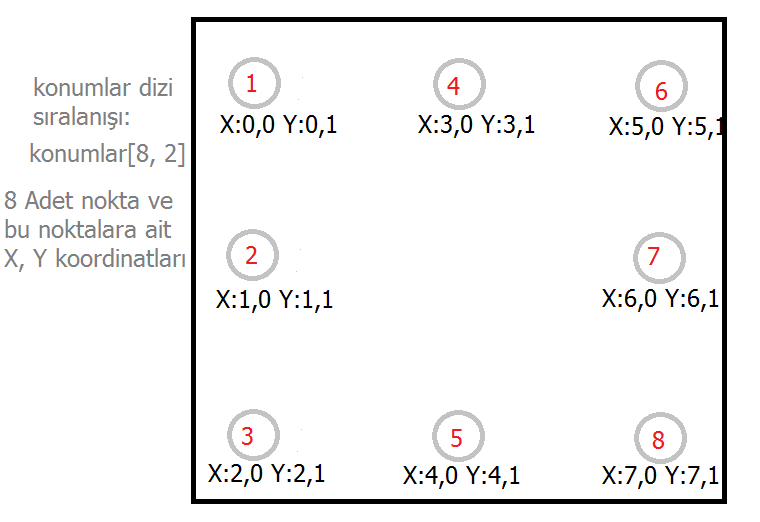 konumlar dizi
sıralanışı:
konumlar[8, 2]
8 Adet nokta ve
bu noktalara ait
X, Y koordinatları
1
X:0,0 Y:0,1
4
X:3,0 Y:3,1
6
X:5,0 Y:5,1
2
X:1,0 Y:1,1
7
X:6,0 Y:6,1
3
X:2,0 Y:2,1
5
X:4,0 Y:4,1
8
X:7,0 Y:7,1